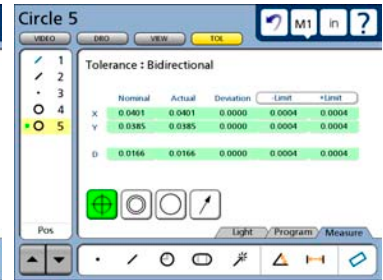 Circle 5
M1 in ?
VIDEO DRO VIEW TOL
1
2
3
4
5
Tolerance : Bidirectional
Nominal Actual Deviation -Limit +Limit
X 0.0401 0.0401 0.0000 0.0004 0.0004
Y 0.0385 0.0385 0.0000 0.0004 0.0004
D 0.0166 0.0166 0.0000 0.0004 0.0004
Pos
Light Program Measure